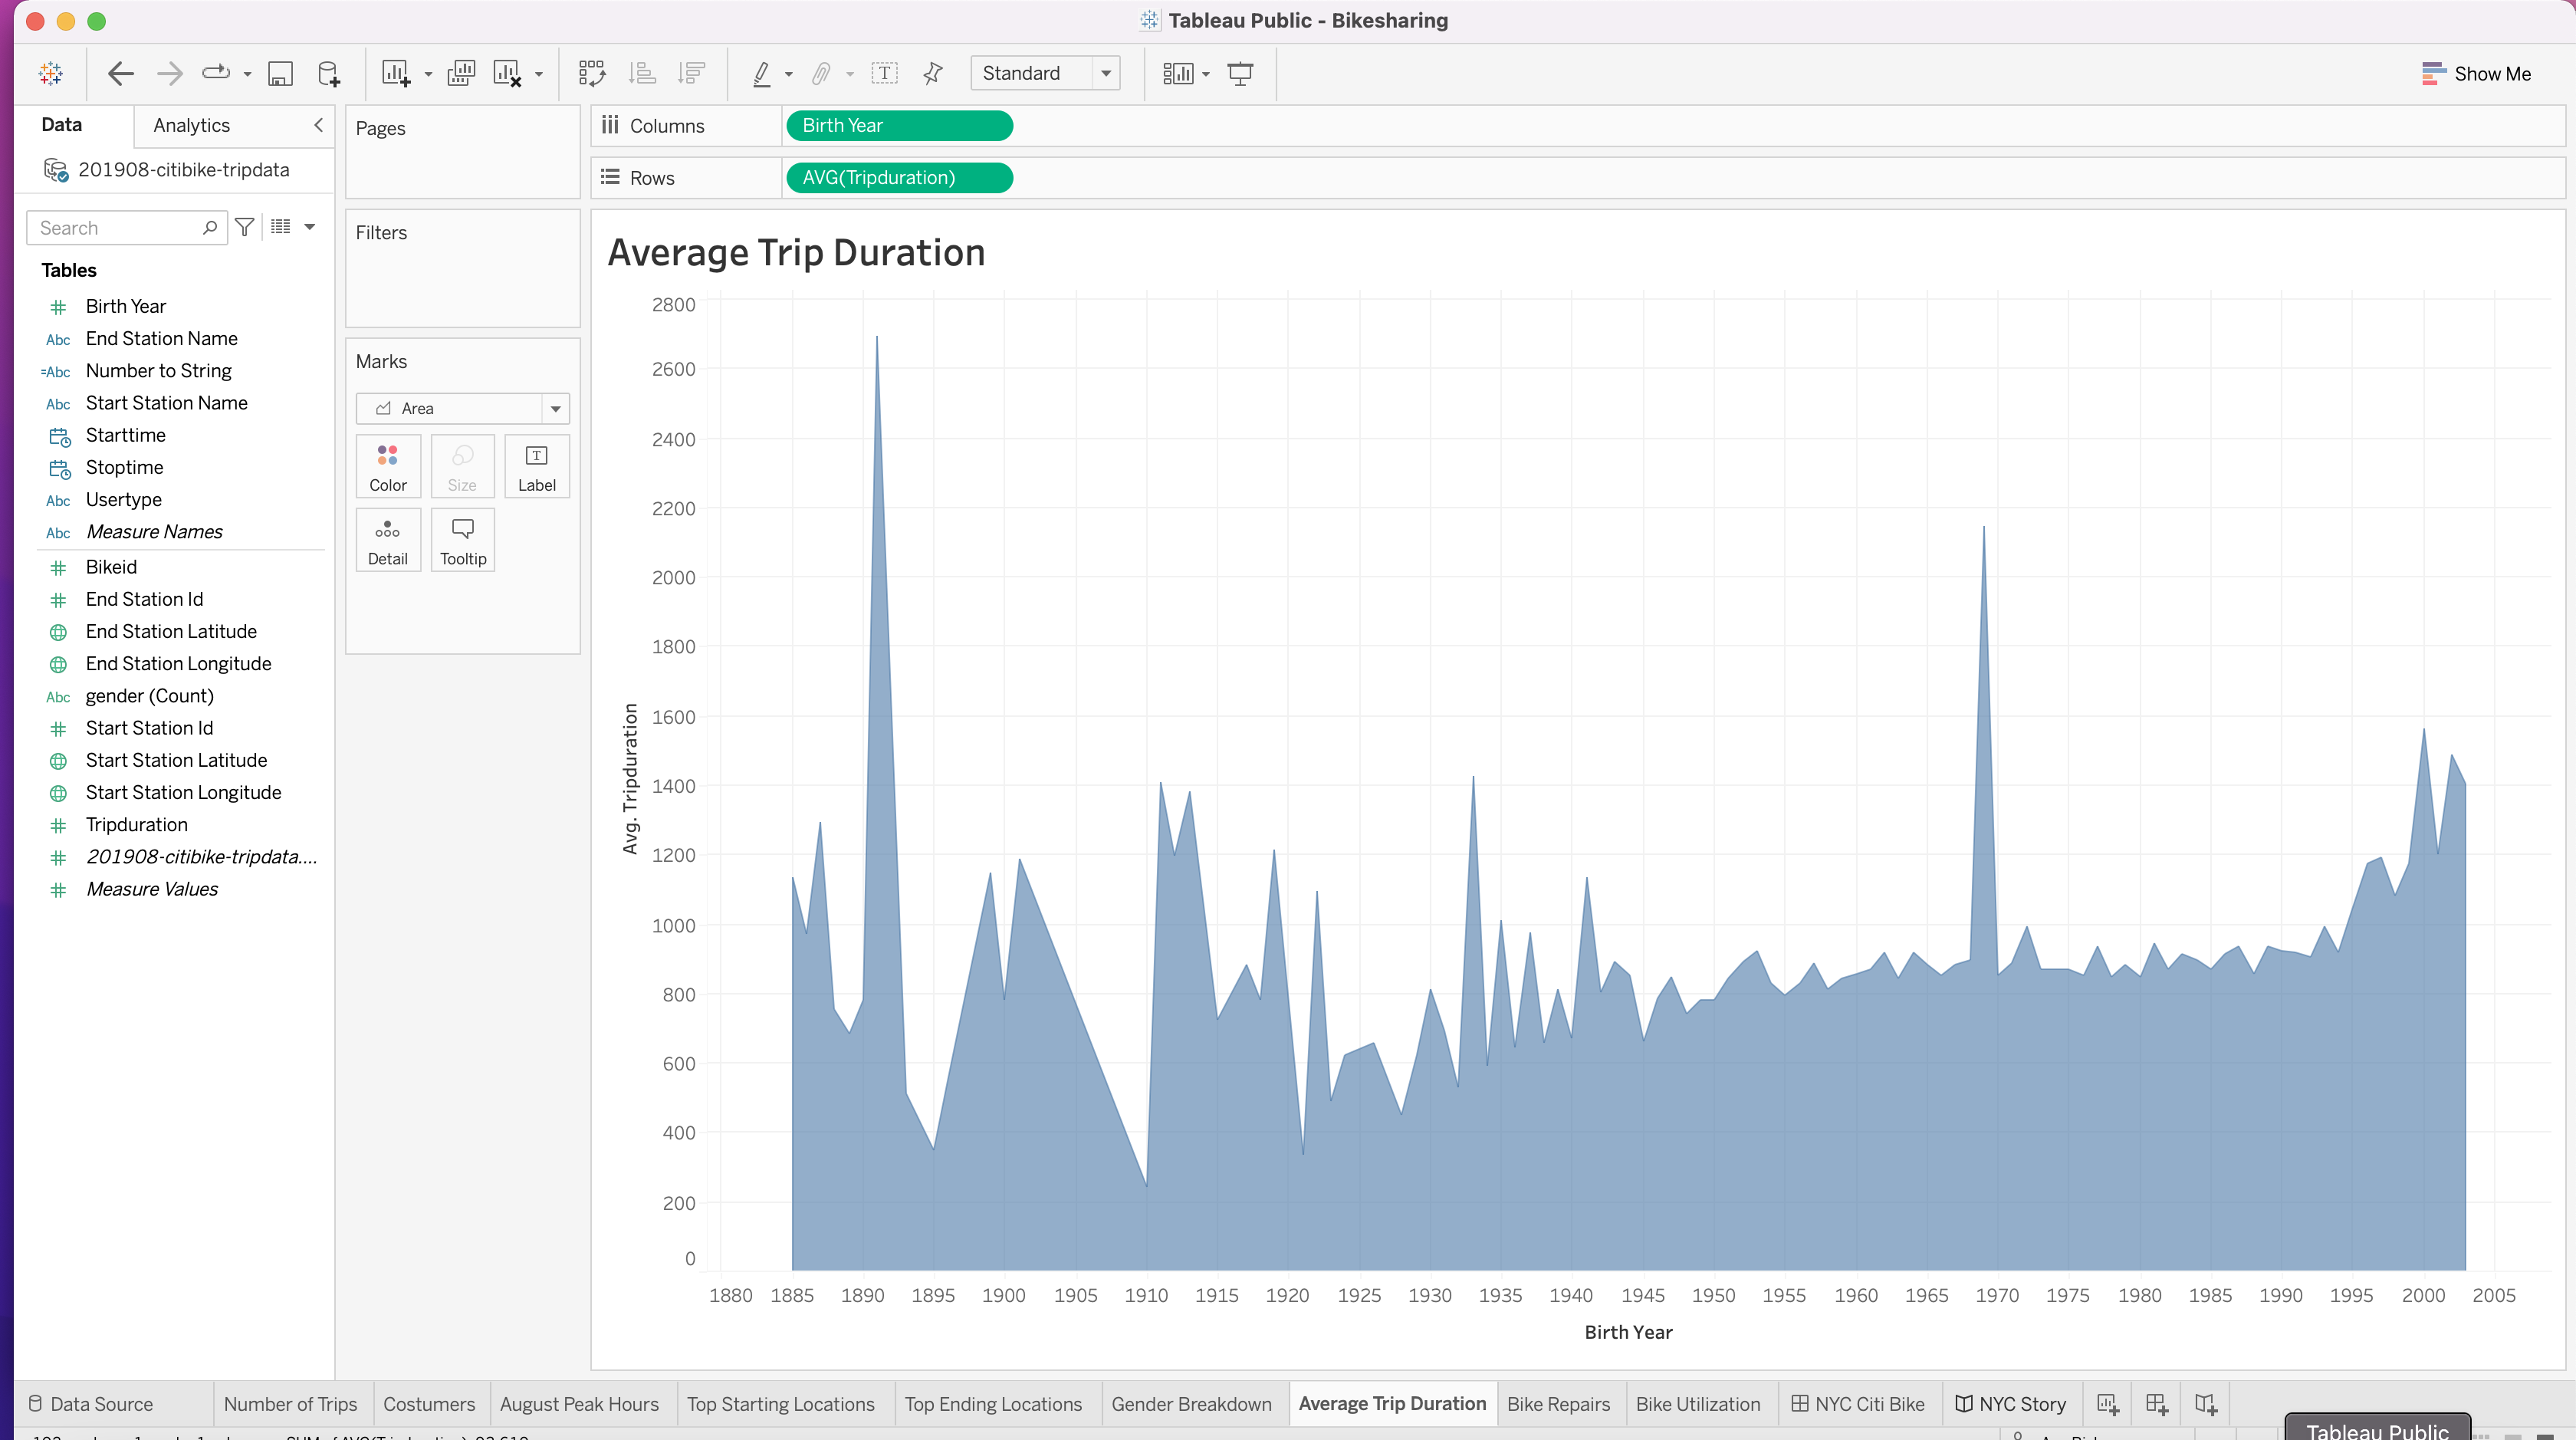 Tableau Public - Bikesharing
Standard
Show Me
Data
Analytics
Pages
Columns
Birth Year
201908-citibike-tripdata
Rows
AVG(Tripduration)
Search
Filters
Tables
Birth Year
Abc End Station Name
=Abc Number to String
Abc Start Station Name
Starttime
Stoptime
Abc Usertype
Abc Measure Names
Bikeid
End Station Id
End Station Latitude
End Station Longitude
Abc gender (Count)
Start Station Id
Start Station Latitude
Start Station Longitude
Tripduration
201908-citibike-tripdata....
Measure Values
Marks
Area
Color
Size
Label
Detail
Tooltip
Average Trip Duration
2800
2600
2400
2200
2000
1800
1600
1400
1200
1000
800
600
400
200
0
Avg. Tripduration
1880 1885 1890 1895 1900 1905 1910 1915 1920 1925 1930 1935 1940 1945 1950 1955 1960 1965 1970 1975 1980 1985 1990 1995 2000 2005
Birth Year
Data Source
Number of Trips
Costumers
August Peak Hours
Top Starting Locations
Top Ending Locations
Gender Breakdown
Average Trip Duration
Bike Repairs
Bike Utilization
NYC Citi Bike
NYC Story
Tableau Public